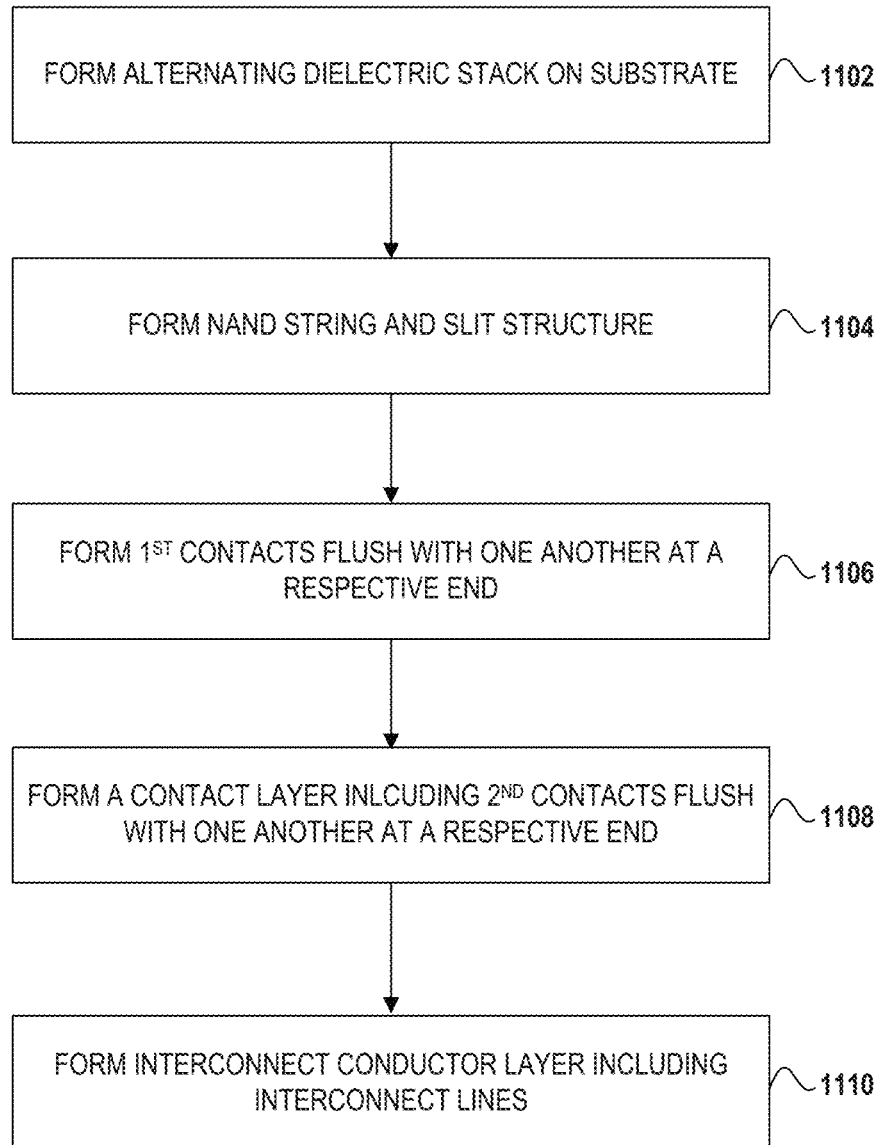 FORM ALTERNATING DIELECTRIC STACK ON SUBSTRATE
1102
FORM NAND STRING AND SLIT STRUCTURE
1104
FORM 1ST CONTACTS FLUSH WITH ONE ANOTHER AT A
RESPECTIVE END
1106
FORM A CONTACT LAYER INLCUDING 2ND CONTACTS FLUSH
WITH ONE ANOTHER AT A RESPECTIVE END
1108
FORM INTERCONNECT CONDUCTOR LAYER INCLUDING
INTERCONNECT LINES
1110